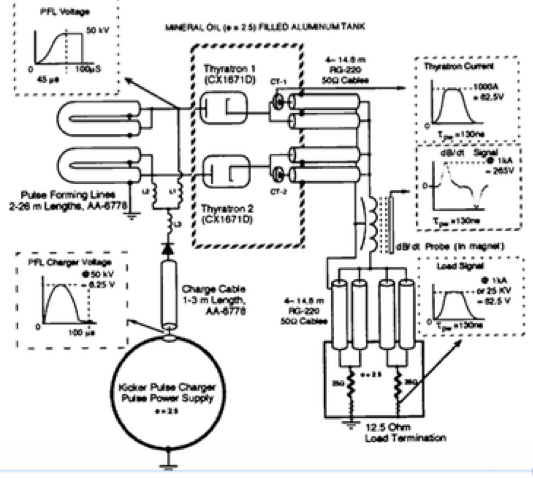 PFL Voltage
50 kV
0
45 µs
100µS
MINERAL OIL (e = 2.5) FILLED ALUMINUM TANK
Thyratron 1
(CX1671D)
CT-1
4- 14.8 m
RG-220
50Ω Cables
Thyratron Current
1000A
= 62.5V
0
Tpw =130ns
dB/dt Signal
@ 1kA
~ 265V
0
Tpw =130ns
L2
L1
L3
Pulse Forming Lines
2-26 m Lengths, AA-6778
Thyratron 2
(CX1671D)
CT-2
dB/dt Probe (in magnet)
PFL Charger Voltage
@50 kV
= 6.25 V
0
100 µs
Charge Cable
1-3 m Length,
AA-6778
4- 14.8 m
RG-220
50Ω Cables
Load Signal
@ 1kA
or 25 KV
= 62.5 V
0
Tpw =130ns
Kicker Pulse Charger
Pulse Power Supply
e = 2.5
25Ω
e = 2.5
25Ω
12.5 Ohm
Load Termination